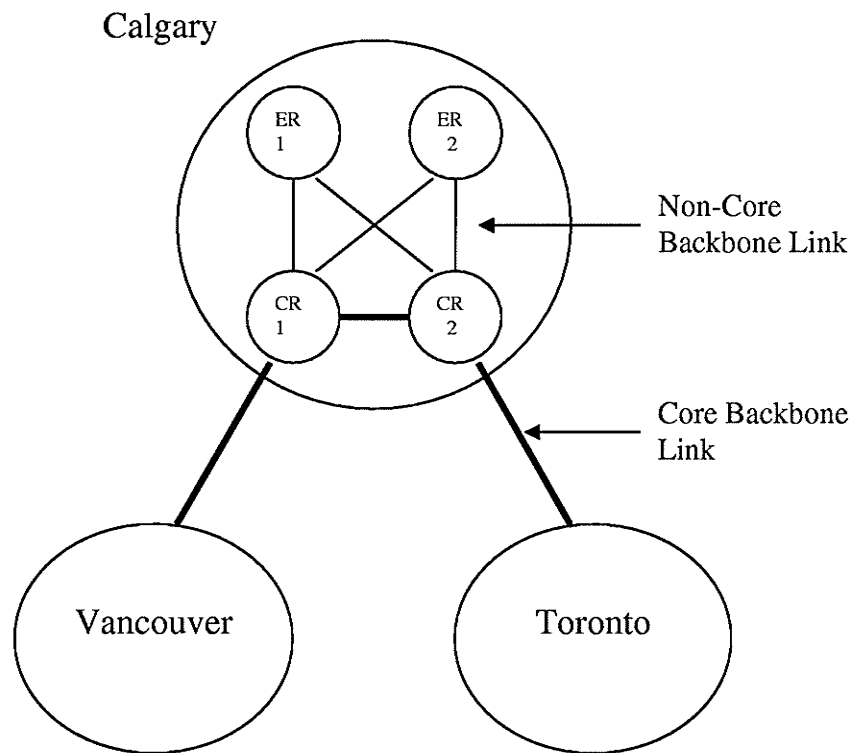 Calgary
ER
1
ER
2
Non-Core
Backbone Link
CR
1
CR
2
Core Backbone
Link
Vancouver
Toronto